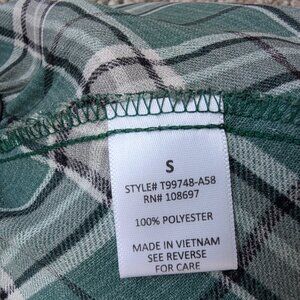 S
STYLE# T99748-A58
RN# 108697
100% POLYESTER
MADE IN VIETNAM
SEE REVERSE
FOR CARE